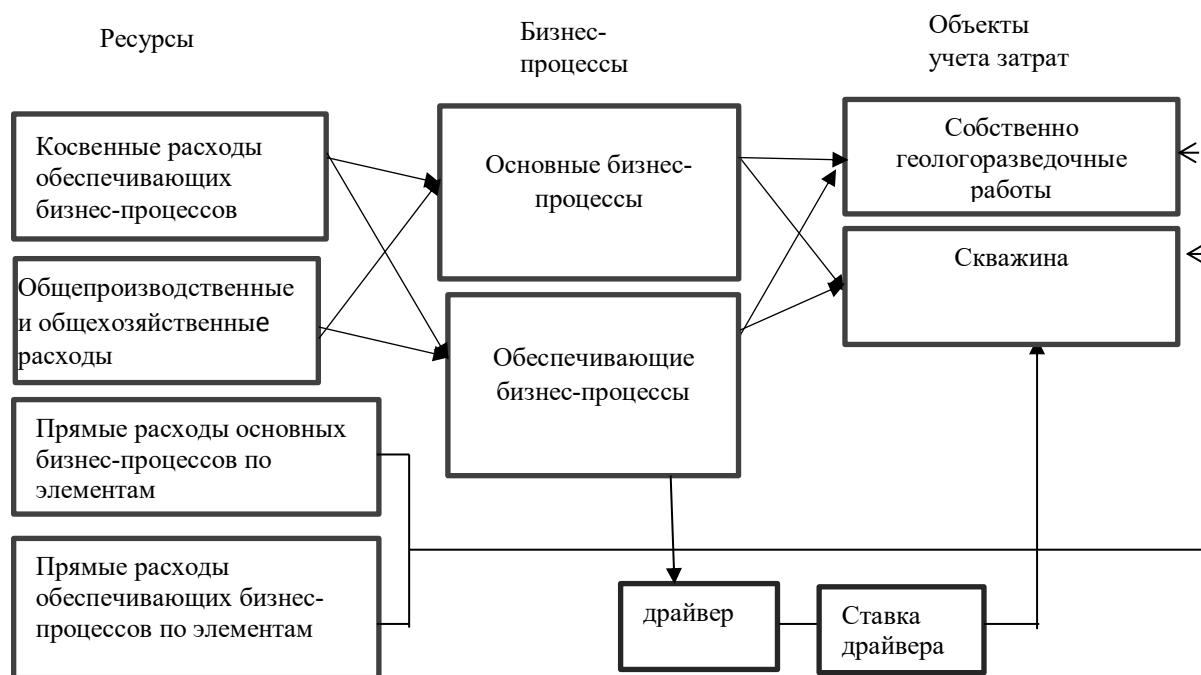 Ресурсы
Бизнес-
процессы
Объекты
учета затрат
Косвенные расходы
обеспечивающих
бизнес-процессов
Общепроизводственные
и общехозяйственные
расходы
Прямые расходы основных
бизнес-процессов по
элементам
Прямые расходы
обеспечивающих бизнес-
процессов по элементам
Основные бизнес-
процессы
Обеспечивающие
бизнес-процессы
Собственно
геологоразведочные
работы
Скважина
драйвер
Ставка
драйвера